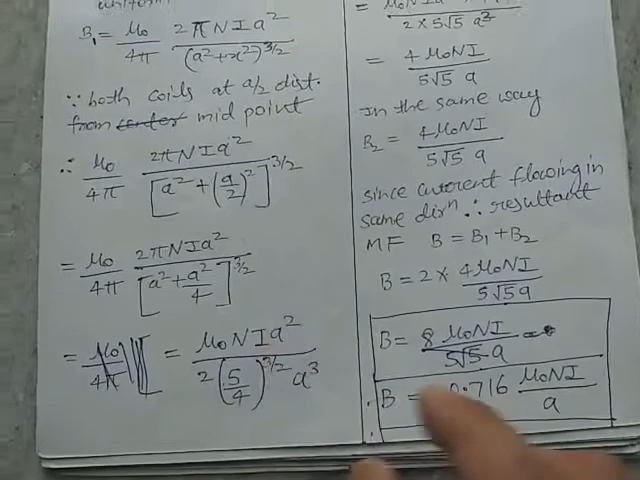 uniform
B₁ = μ₀/4π 2πNIa²/(a²+x²)^3/2
∵ both coils at a/2 dist.
from center mid point
∴ μ₀/4π 2πNIa²/[a²+(a/2)²]^3/2
= μ₀/4π 2πNIa²/[a²+a²/4]^3/2
= μ₀/4π = μ₀NIa²/2(5/4)^3/2 a³
2×5√5 a³
= 4μ₀NI/5√5 a
In the same way
B₂ = 4μ₀NI/5√5 a
since current flowing in
same dirⁿ ∴ resultant
MF B = B₁ + B₂
B = 2 × 4μ₀NI/5√5 a
B = 8μ₀NI/5√5 a
B = 0.716 μ₀NI/a